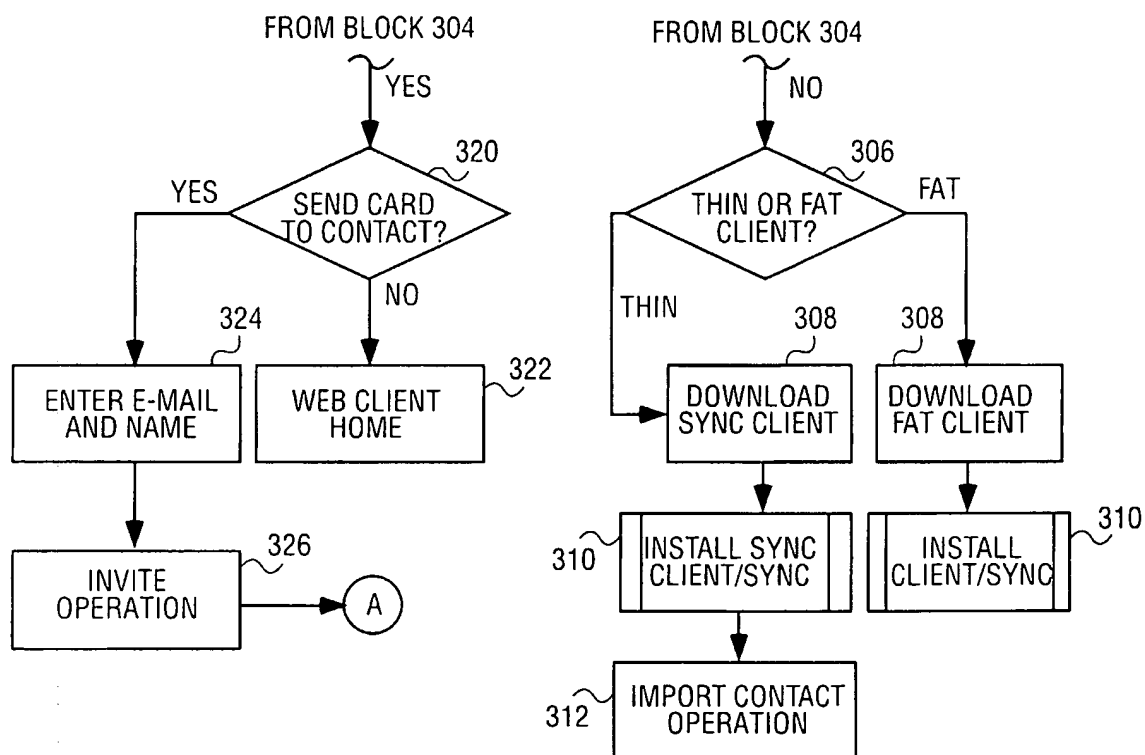 FROM BLOCK 304
YES
320
SEND CARD
TO CONTACT?
YES
NO
324
ENTER E-MAIL
AND NAME
322
WEB CLIENT
HOME
326
INVITE
OPERATION
A
FROM BLOCK 304
NO
306
THIN OR FAT
CLIENT?
FAT
THIN
308
DOWNLOAD
SYNC CLIENT
308
DOWNLOAD
FAT CLIENT
310
INSTALL SYNC
CLIENT/SYNC
310
INSTALL
CLIENT/SYNC
312
IMPORT CONTACT
OPERATION